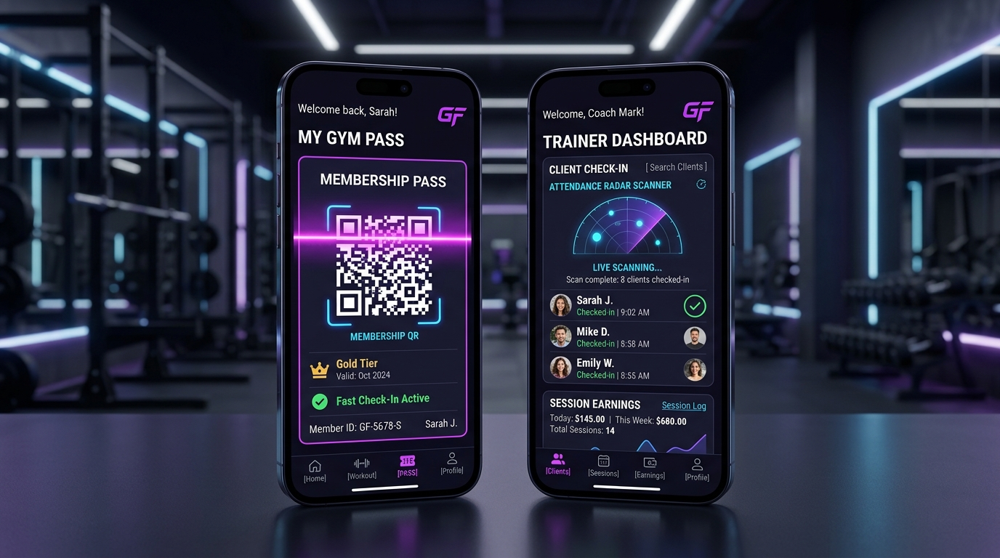 Welcome back, Sarah!
GF
MY GYM PASS
MEMBERSHIP PASS
MEMBERSHIP QR
Gold Tier
Valid: Oct 2024
Fast Check-In Active
Member ID: GF-5678-S
Sarah J.
[Home]
[Workout]
[PASS]
[Profile]
Welcome, Coach Mark!
GF
TRAINER DASHBOARD
CLIENT CHECK-IN
[Search Clients]
ATTENDANCE RADAR SCANNER
LIVE SCANNING...
Scan complete: 8 clients checked-in
Sarah J.
Checked-in | 9:02 AM
Mike D.
Checked-in | 8:58 AM
Emily W.
Checked-in | 8:55 AM
SESSION EARNINGS
Session Log
Today: $145.00 | This Week: $680.00
Total Sessions: 14
[Clients]
[Seesions]
[Earnings]
[Profile]